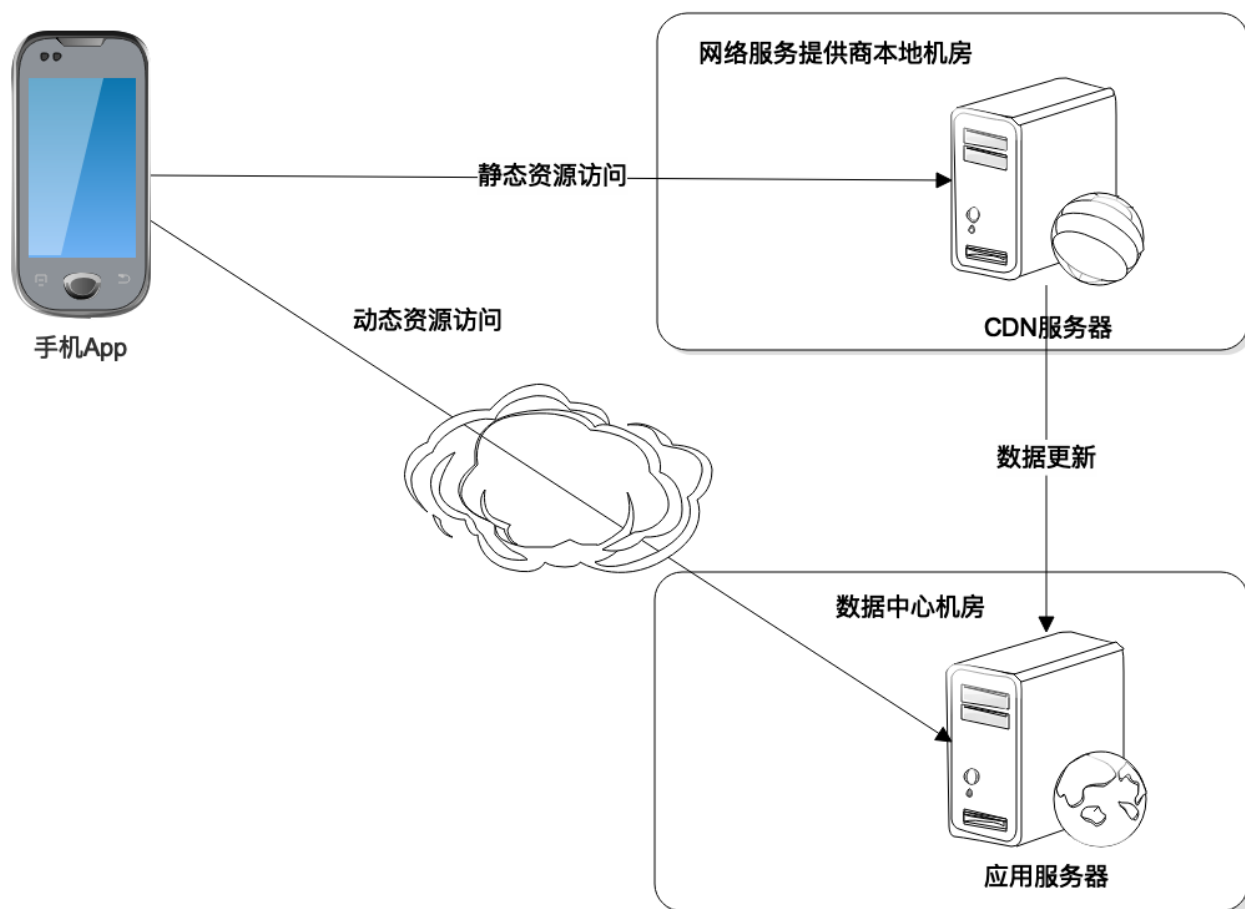 网络服务提供商本地机房
静态资源访问
动态资源访问
CDN服务器
手机App
数据更新
数据中心机房
应用服务器